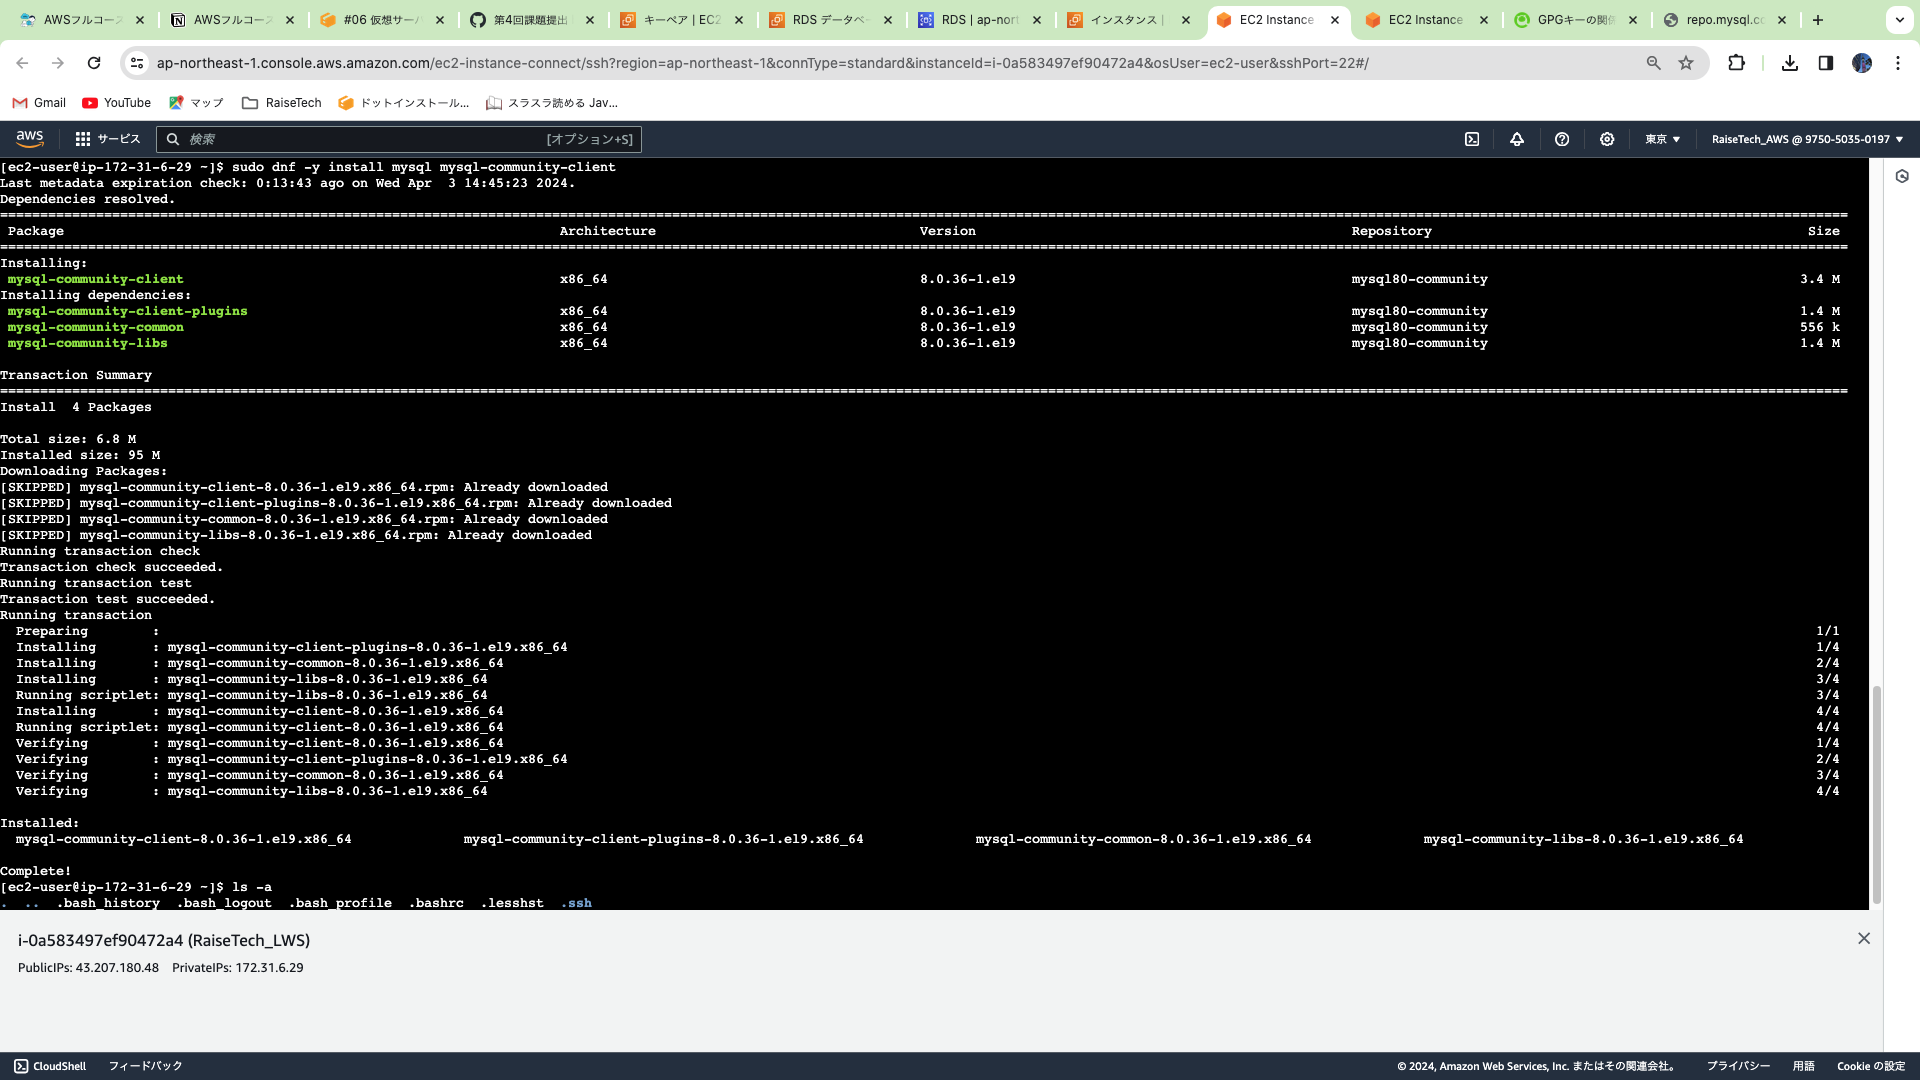 AWSフルコース
AWSフルコース
#06 仮想サーバ
第4回課題提出
キーペア | EC2
RDS データベー
RDS | ap-nort
インスタンス |
EC2 Instance
EC2 Instance
GPGキーの関係
repo.mysql.co
ap-northeast-1.console.aws.amazon.com/ec2-instance-connect/ssh?region=ap-northeast-1&connType=standard&instanceId=i-0a583497ef90472a4&osUser=ec2-user&sshPort=22#/
Gmail YouTube マップ RaiseTech ドットインストール... スラスラ読める Jav...
aws サービス 検索 [オプション+S] 東京 RaiseTech_AWS @ 9750-5035-0197
[ec2-user@ip-172-31-6-29 ~]$ sudo dnf -y install mysql mysql-community-client
Last metadata expiration check: 0:13:43 ago on Wed Apr  3 14:45:23 2024.
Dependencies resolved.
Package Architecture Version Repository Size
Installing:
mysql-community-client x86_64 8.0.36-1.el9 mysql80-community 3.4 M
Installing dependencies:
mysql-community-client-plugins x86_64 8.0.36-1.el9 mysql80-community 1.4 M
mysql-community-common x86_64 8.0.36-1.el9 mysql80-community 556 k
mysql-community-libs x86_64 8.0.36-1.el9 mysql80-community 1.4 M
Transaction Summary
Install  4 Packages
Total size: 6.8 M
Installed size: 95 M
Downloading Packages:
[SKIPPED] mysql-community-client-8.0.36-1.el9.x86_64.rpm: Already downloaded
[SKIPPED] mysql-community-client-plugins-8.0.36-1.el9.x86_64.rpm: Already downloaded
[SKIPPED] mysql-community-common-8.0.36-1.el9.x86_64.rpm: Already downloaded
[SKIPPED] mysql-community-libs-8.0.36-1.el9.x86_64.rpm: Already downloaded
Running transaction check
Transaction check succeeded.
Running transaction test
Transaction test succeeded.
Running transaction
Preparing : 1/1
Installing : mysql-community-client-plugins-8.0.36-1.el9.x86_64 1/4
Installing : mysql-community-common-8.0.36-1.el9.x86_64 2/4
Installing : mysql-community-libs-8.0.36-1.el9.x86_64 3/4
Running scriptlet: mysql-community-libs-8.0.36-1.el9.x86_64 3/4
Installing : mysql-community-client-8.0.36-1.el9.x86_64 4/4
Running scriptlet: mysql-community-client-8.0.36-1.el9.x86_64 4/4
Verifying : mysql-community-client-8.0.36-1.el9.x86_64 1/4
Verifying : mysql-community-client-plugins-8.0.36-1.el9.x86_64 2/4
Verifying : mysql-community-common-8.0.36-1.el9.x86_64 3/4
Verifying : mysql-community-libs-8.0.36-1.el9.x86_64 4/4
Installed:
mysql-community-client-8.0.36-1.el9.x86_64 mysql-community-client-plugins-8.0.36-1.el9.x86_64 mysql-community-common-8.0.36-1.el9.x86_64 mysql-community-libs-8.0.36-1.el9.x86_64
Complete!
[ec2-user@ip-172-31-6-29 ~]$ ls -a
. .. .bash_history .bash_logout .bash_profile .bashrc .lesshst .ssh
i-0a583497ef90472a4 (RaiseTech_LWS)
PublicIPs: 43.207.180.48 PrivateIPs: 172.31.6.29
CloudShell フィードバック © 2024, Amazon Web Services, Inc. またはその関連会社。 プライバシー 用語 Cookie の設定